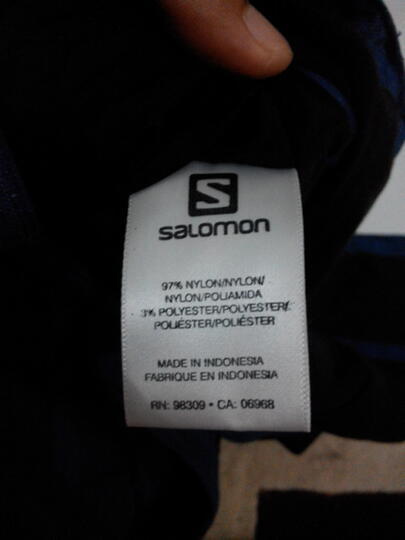 S
salomon
97% NYLON/NYLON/
NYLON/POLIAMIDA
3% POLYESTER/POLYESTER/
POLIÉSTER/POLIÉSTER
MADE IN INDONESIA
FABRIQUE EN INDONESIA
RN: 98309 • CA: 06968